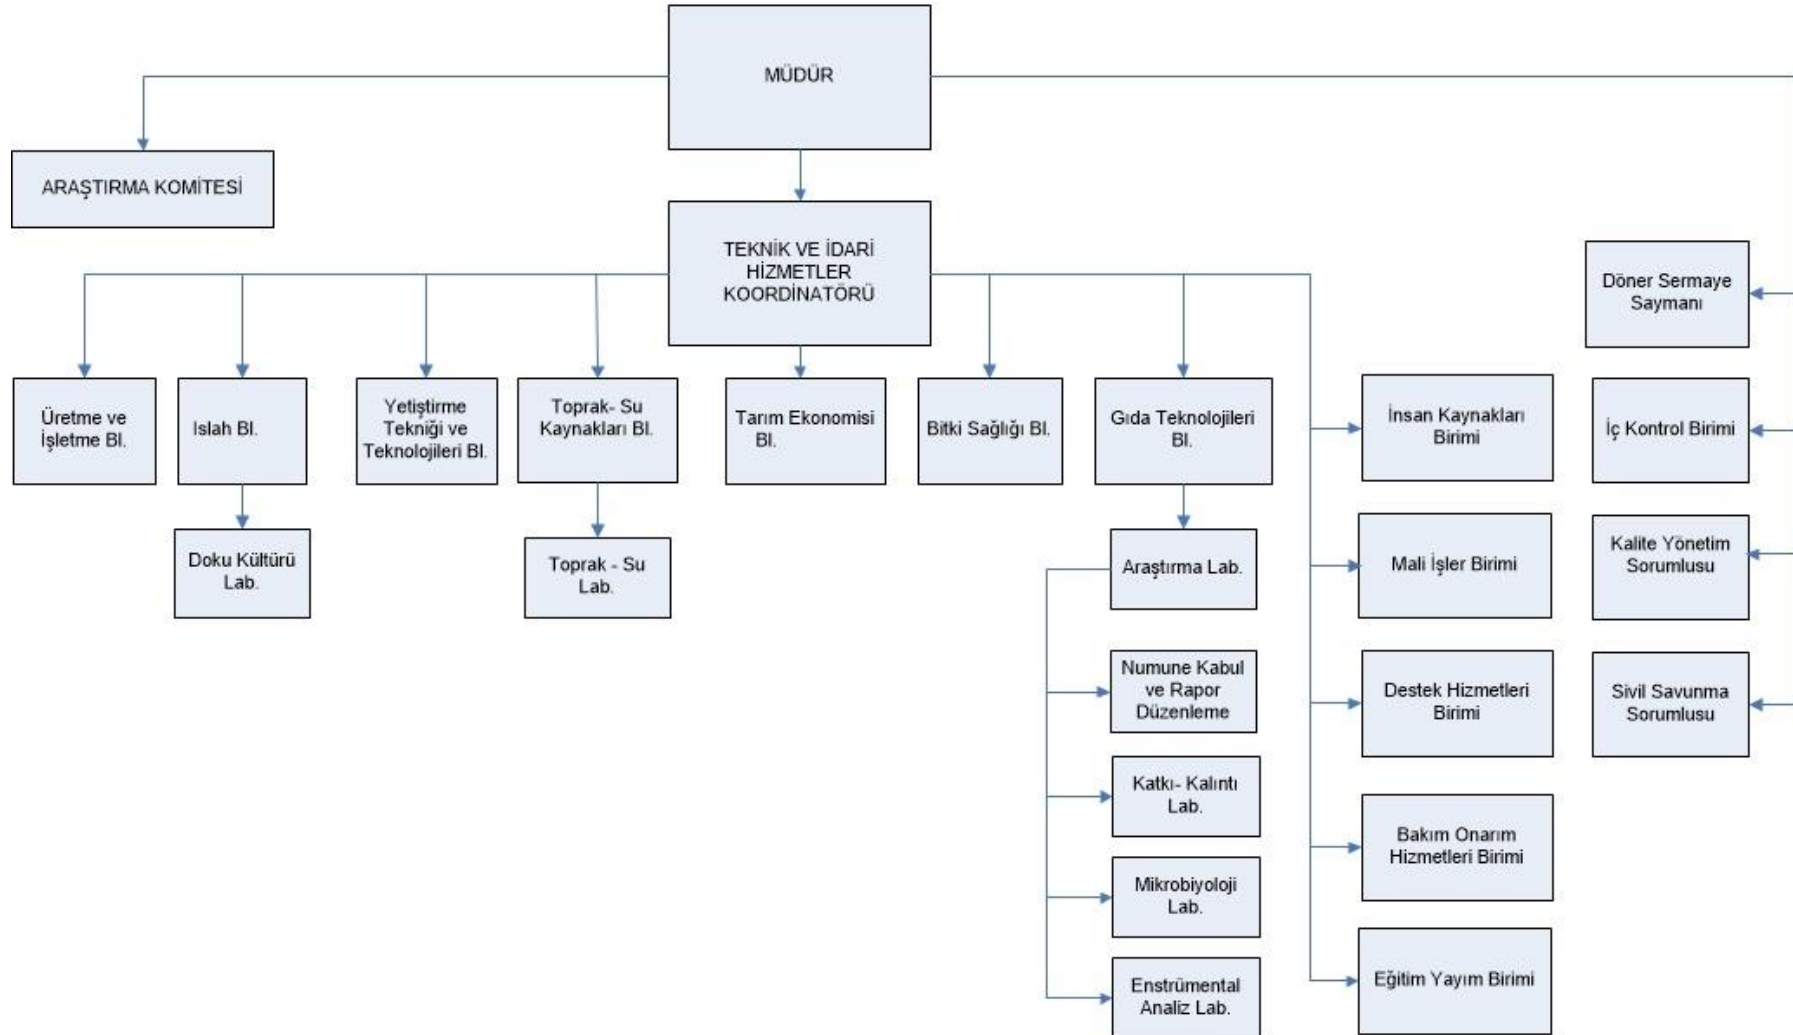 MÜDÜR
ARAŞTIRMA KOMİTESİ
TEKNİK VE İDARİ
HİZMETLER
KOORDİNATÖRÜ
Döner Sermaye
Saymanı
Üretme ve
İşletme Bl.
Islah Bl.
Yetiştirme
Tekniği ve
Teknolojileri Bl.
Toprak- Su
Kaynakları Bl.
Tarım Ekonomisi
Bl.
Bitki Sağlığı Bl.
Gıda Teknolojileri
Bl.
İnsan Kaynakları
Birimi
İç Kontrol Birimi
Doku Kültürü
Lab.
Toprak - Su
Lab.
Araştırma Lab.
Mali İşler Birimi
Kalite Yönetim
Sorumlusu
Numune Kabul
ve Rapor
Düzenleme
Destek Hizmetleri
Birimi
Sivil Savunma
Sorumlusu
Katkı- Kalıntı
Lab.
Bakım Onarım
Hizmetleri Birimi
Mikrobiyoloji
Lab.
Enstrümental
Analiz Lab.
Eğitim Yayım Birimi